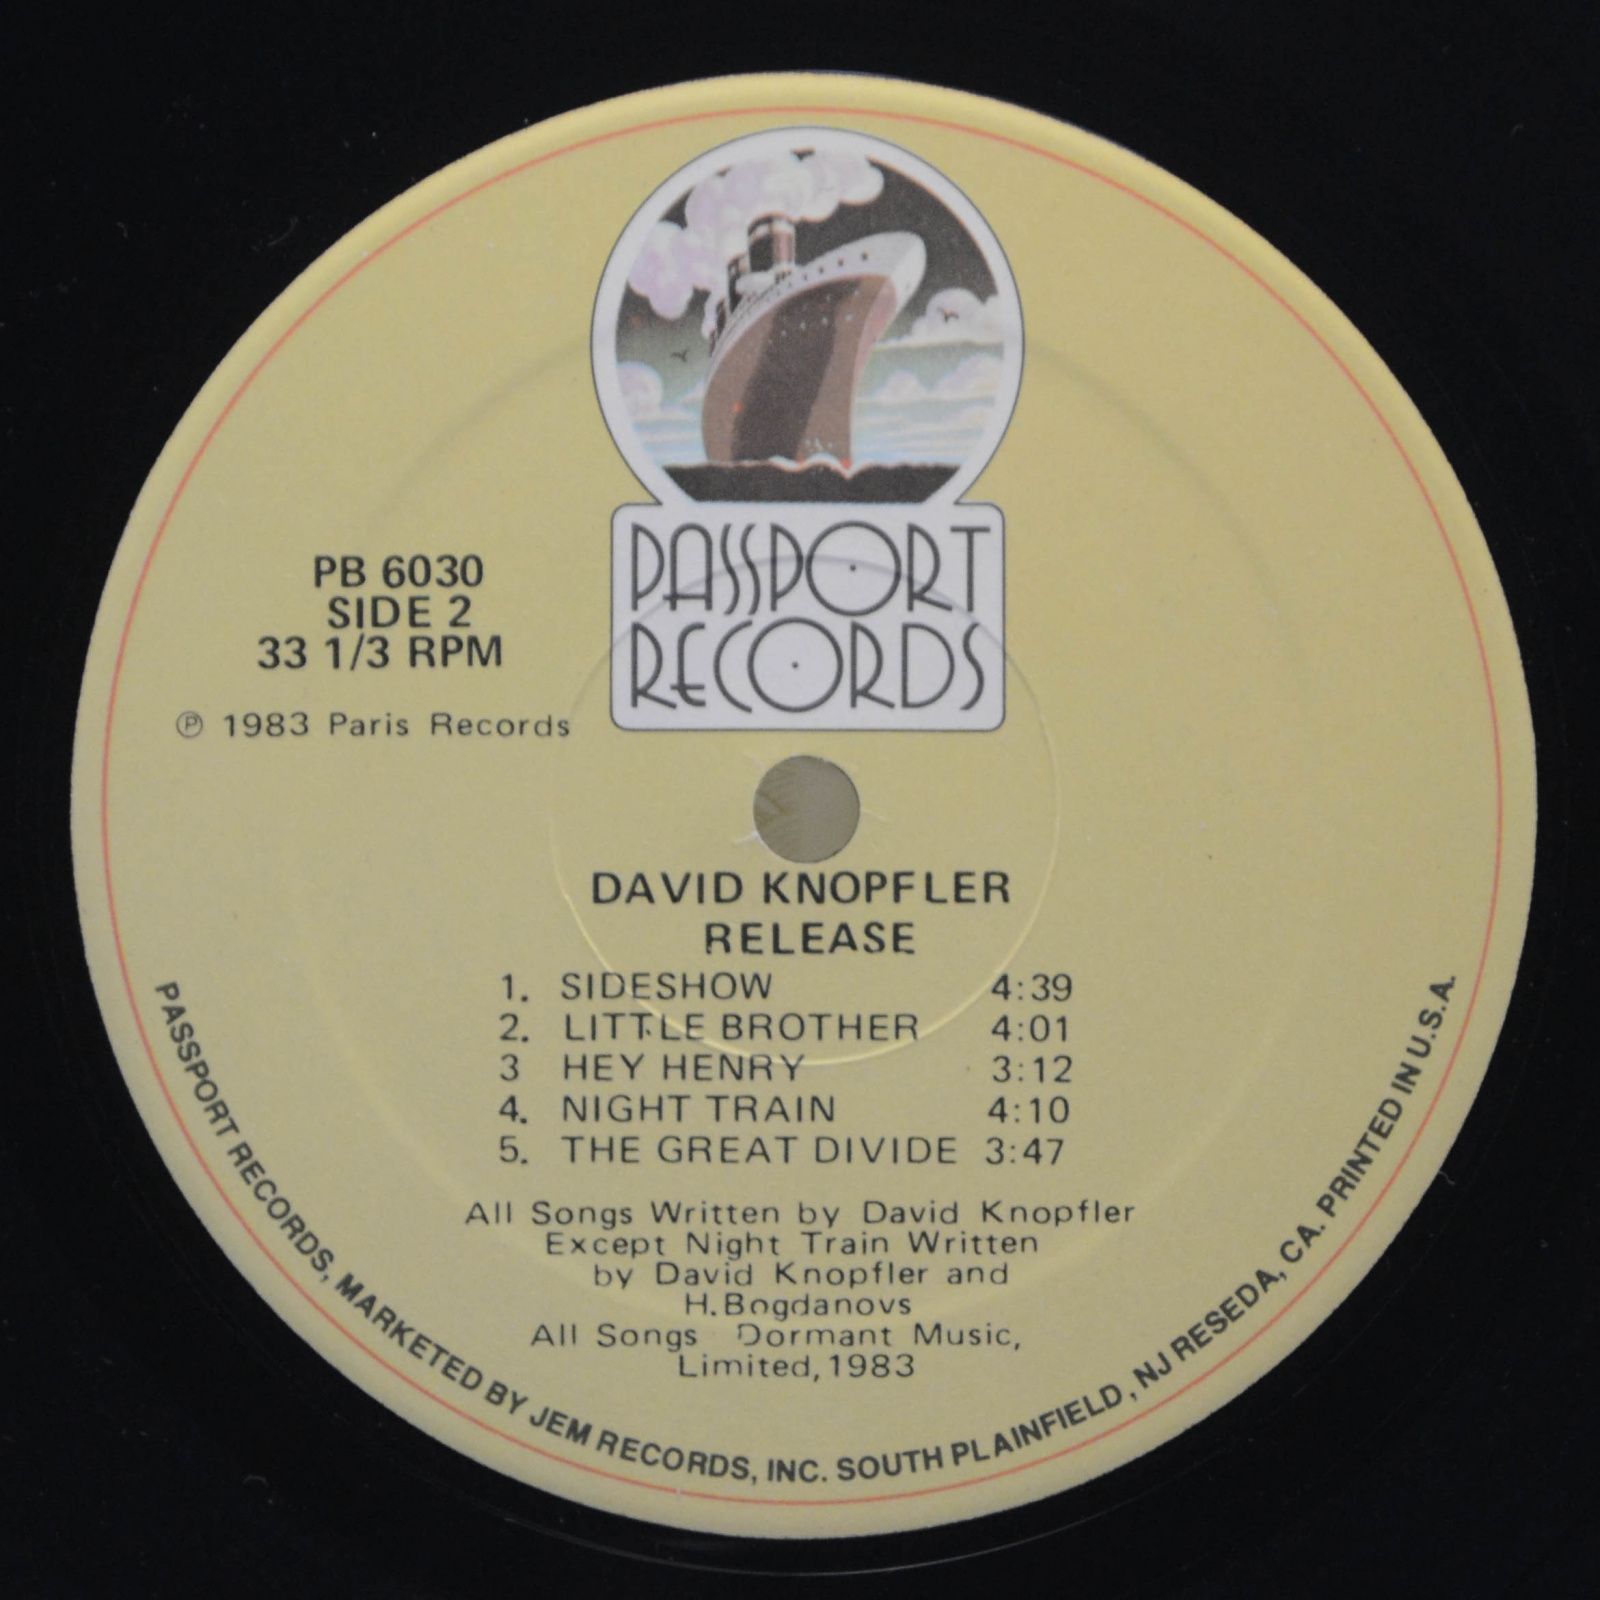 PASSPORT
RECORDS
PB 6030
SIDE 2
33 1/3 RPM
Ⓟ 1983 Paris Records
DAVID KNOPFLER
RELEASE
1. SIDESHOW 4:39
2. LITTLE BROTHER 4:01
3 HEY HENRY 3:12
4. NIGHT TRAIN 4:10
5. THE GREAT DIVIDE 3:47
All Songs Written by David Knopfler
Except Night Train Written
by David Knopfler and
H.Bogdanovs
All Songs Dormant Music,
Limited,1983
PASSPORT RECORDS, MARKETED BY JEM RECORDS, INC. SOUTH PLAINFIELD, NJ RESEDA, CA. PRINTED IN U.S.A.